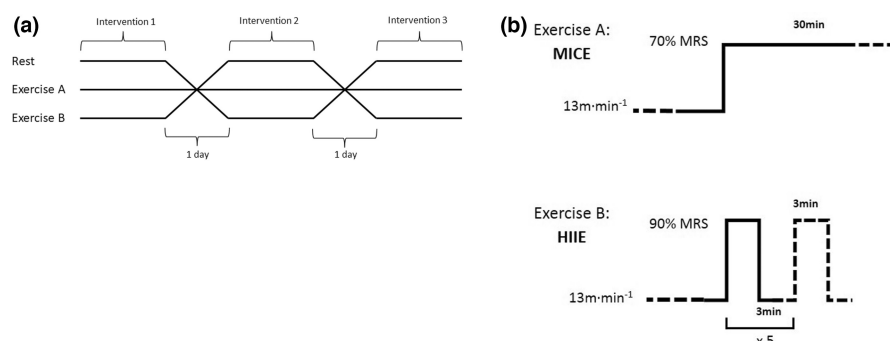 (a)
Intervention 1
Intervention 2
Intervention 3
Rest
Exercise A
Exercise B
1 day
1 day
(b)
Exercise A:
MICE
70% MRS
30min
13m·min⁻¹
Exercise B:
HIIE
90% MRS
3min
13m·min⁻¹
3min
x 5